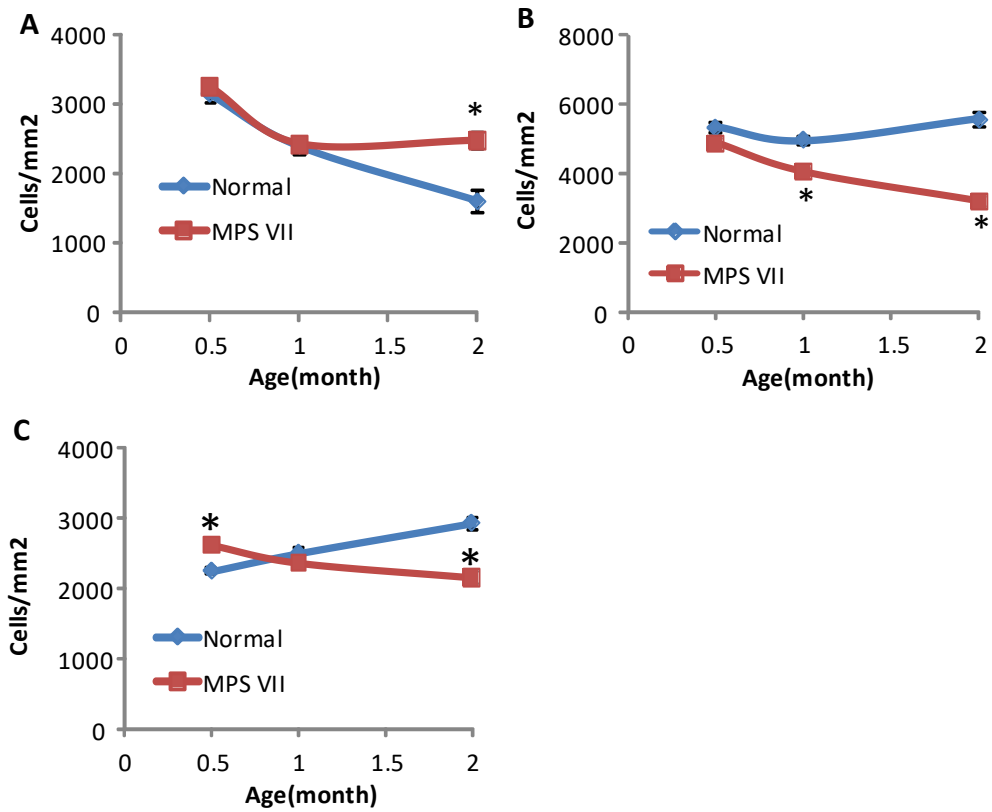 A
4000
3000
2000
1000
0
Cells/mm2
*
Normal
MPS VII
0 0.5 1 1.5 2
Age(month)
B
8000
6000
4000
2000
0
Cells/mm2
*
*
Normal
MPS VII
0 0.5 1 1.5 2
Age(month)
C
4000
3000
2000
1000
0
Cells/mm2
*
*
Normal
MPS VII
0 0.5 1 1.5 2
Age(month)